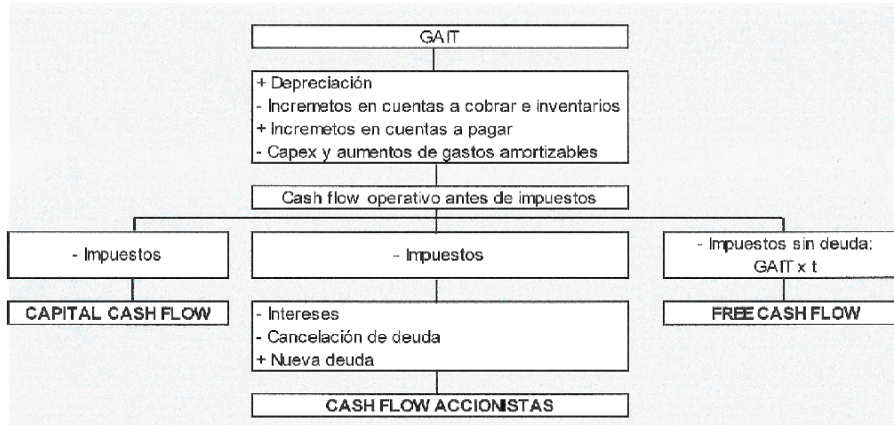 GAIT
+ Depreciación
- Incremetos en cuentas a cobrar e inventarios
+ Incremetos en cuentas a pagar
- Capex y aumentos de gastos amortizables
Cash flow operativo antes de impuestos
- Impuestos
- Impuestos
- Impuestos sin deuda:
GAIT x t
CAPITAL CASH FLOW
- Intereses
- Cancelación de deuda
+ Nueva deuda
FREE CASH FLOW
CASH FLOW ACCIONISTAS